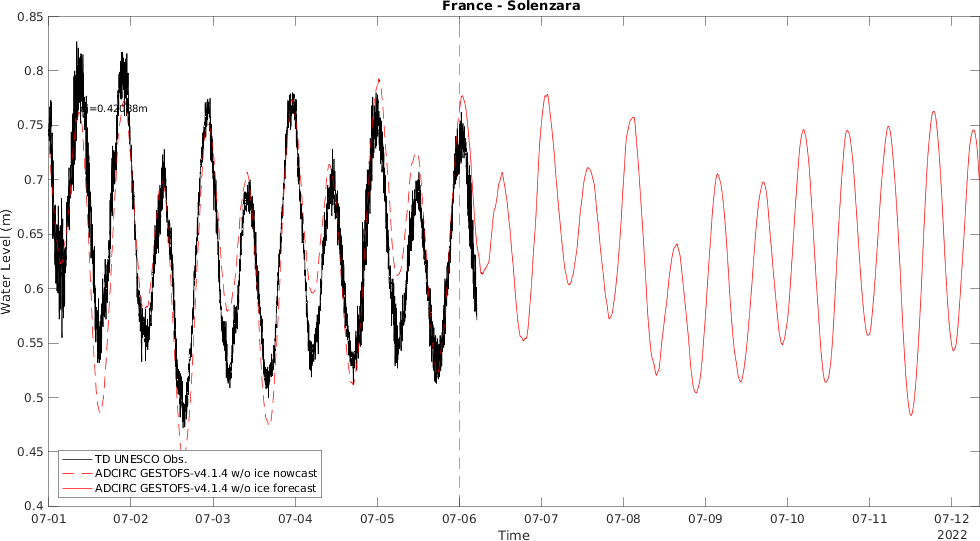 France - Solenzara
0.85
0.8
0.75
0.7
0.65
0.6
0.55
0.5
0.45
0.4
Water Level (m)
=0.42038m
TD UNESCO Obs.
ADCIRC GESTOFS-v4.1.4 w/o ice nowcast
ADCIRC GESTOFS-v4.1.4 w/o ice forecast
07-01 07-02 07-03 07-04 07-05 07-06 07-07 07-08 07-09 07-10 07-11 07-12
Time
2022